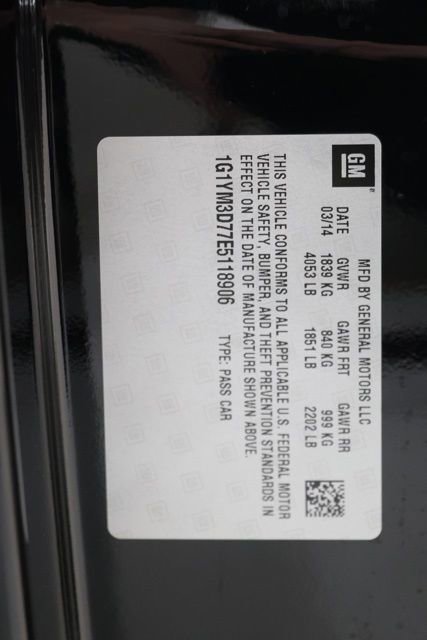 GM
MFD BY GENERAL MOTORS LLC
DATE GVWR GAWR FRT GAWR RR
03/14 1839 KG 840 KG 999 KG
4053 LB 1851 LB 2202 LB
THIS VEHICLE CONFORMS TO ALL APPLICABLE U.S. FEDERAL MOTOR
VEHICLE SAFETY, BUMPER, AND THEFT PREVENTION STANDARDS IN
EFFECT ON THE DATE OF MANUFACTURE SHOWN ABOVE.
1G1YM3D77E5118906 TYPE: PASS CAR